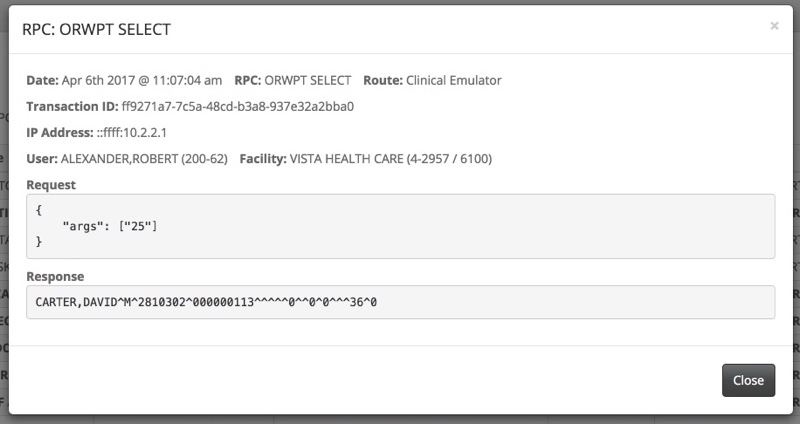 RPC: ORWPT SELECT ×
Date: Apr 6th 2017 @ 11:07:04 am RPC: ORWPT SELECT Route: Clinical Emulator
Transaction ID: ff9271a7-7c5a-48cd-b3a8-937e32a2bba0
IP Address: ::ffff:10.2.2.1
User: ALEXANDER,ROBERT (200-62) Facility: VISTA HEALTH CARE (4-2957 / 6100)
Request
{
    "args": ["25"]
}
Response
CARTER,DAVID^M^2810302^000000113^^^^^0^^0^0^^^36^0
Close